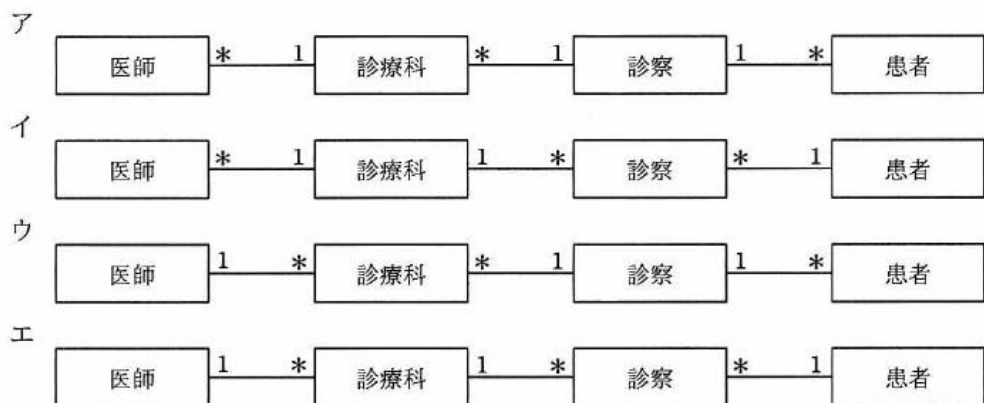 ア
医師 * 1 診療科 * 1 診察 1 * 患者
イ
医師 * 1 診療科 1 * 診察 * 1 患者
ウ
医師 1 * 診療科 * 1 診察 1 * 患者
エ
医師 1 * 診療科 1 * 診察 * 1 患者